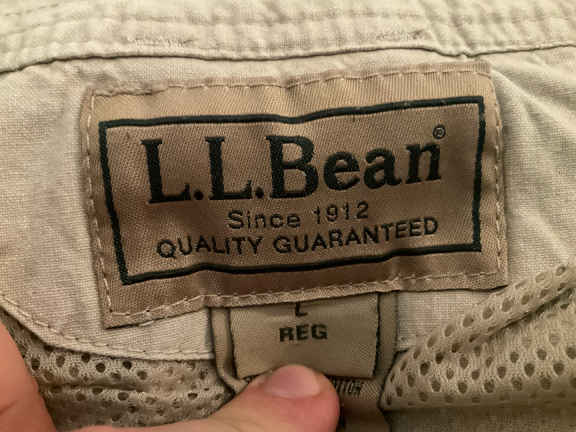 L.L.Bean®
Since 1912
QUALITY GUARANTEED
L
REG